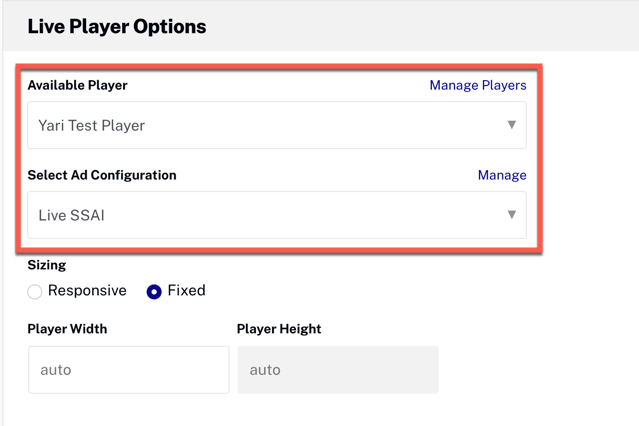 Live Player Options
Available Player Manage Players
Yari Test Player
Select Ad Configuration Manage
Live SSAI
Sizing
Responsive Fixed
Player Width Player Height
auto auto